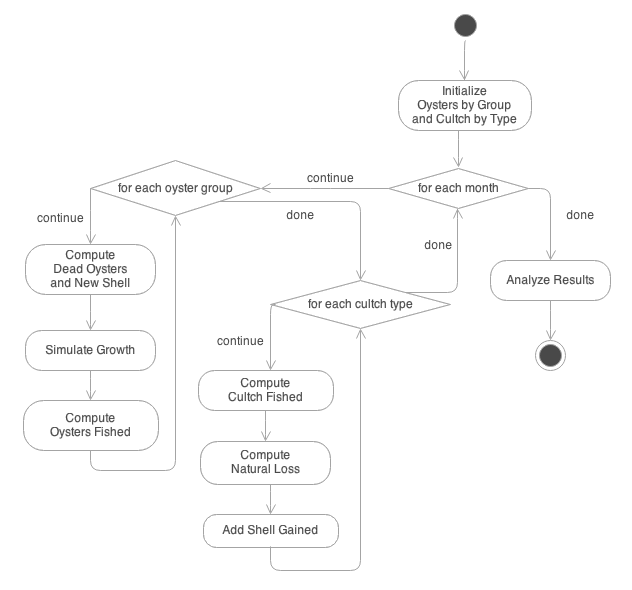 Initialize
Oysters by Group
and Cultch by Type
continue
for each oyster group
for each month
continue
done
done
done
Compute
Dead Oysters
and New Shell
Analyze Results
for each cultch type
continue
Simulate Growth
Compute
Cultch Fished
Compute
Oysters Fished
Compute
Natural Loss
Add Shell Gained